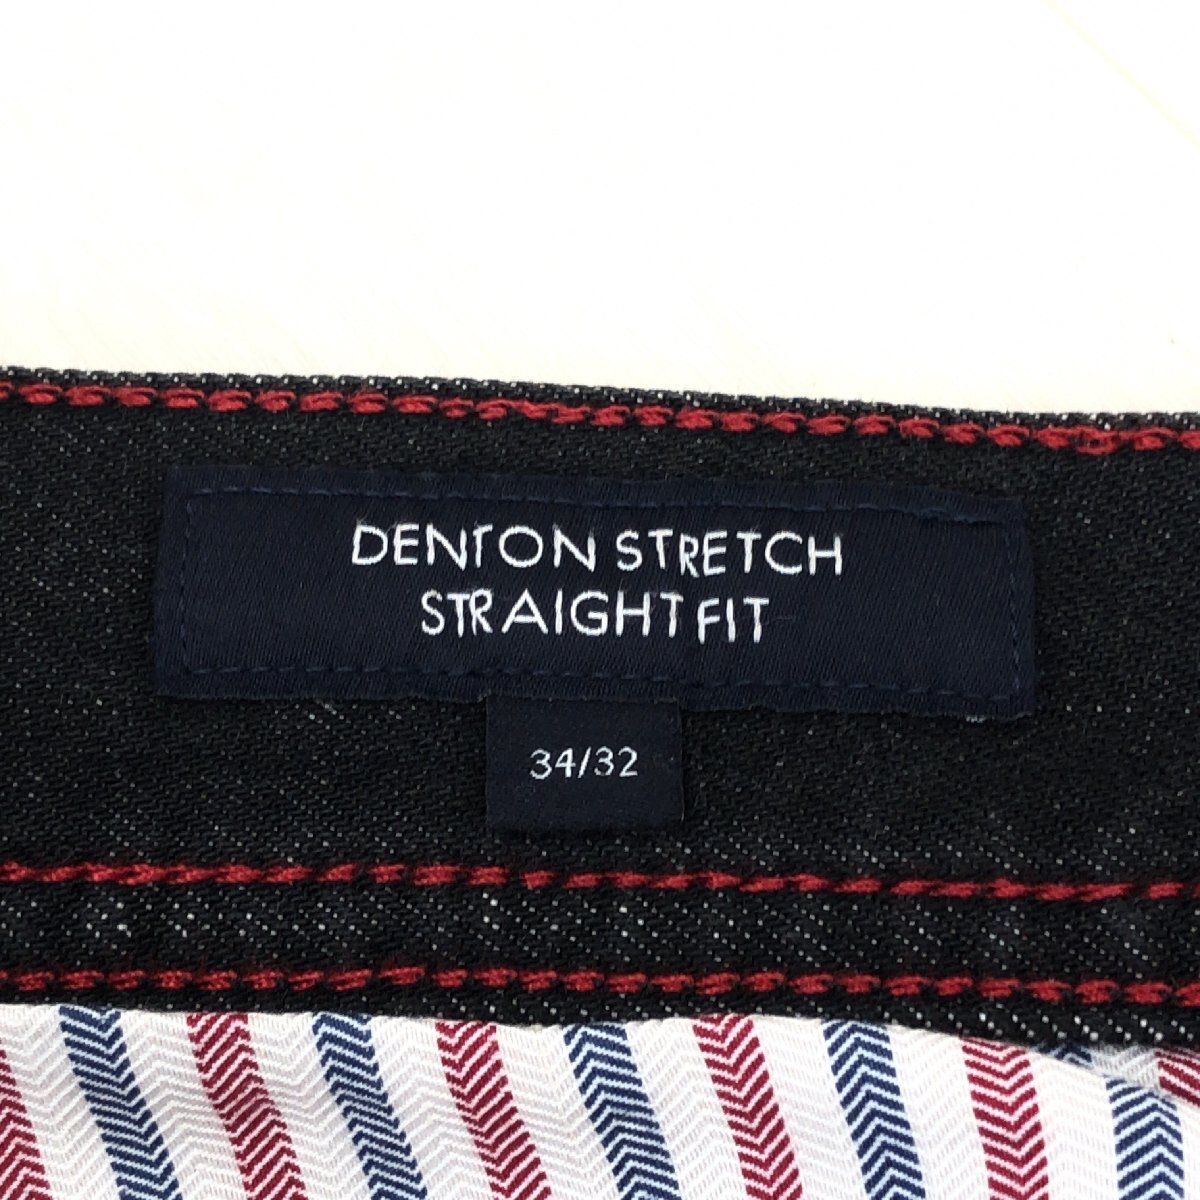 DENTON STRETCH
STRAIGHT FIT
34/32